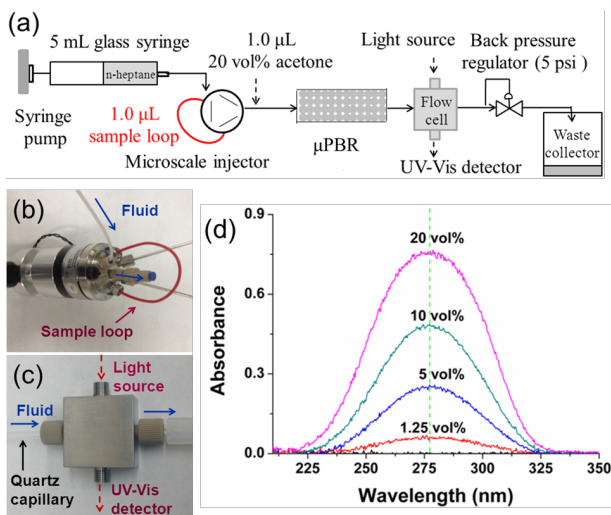 (a)
5 mL glass syringe
n-heptane
Syringe
pump
1.0 μL
sample loop
Microscale injector
1.0 μL
20 vol% acetone
μPBR
Light source
Flow
cell
UV-Vis detector
Back pressure
regulator (5 psi )
Waste
collector
(b)
Fluid
Sample loop
(c)
Light
source
Fluid
Quartz
capillary
UV-Vis
detector
(d)
Absorbance
0.9
0.6
0.3
0.0
20 vol%
10 vol%
5 vol%
1.25 vol%
225 250 275 300 325 350
Wavelength (nm)